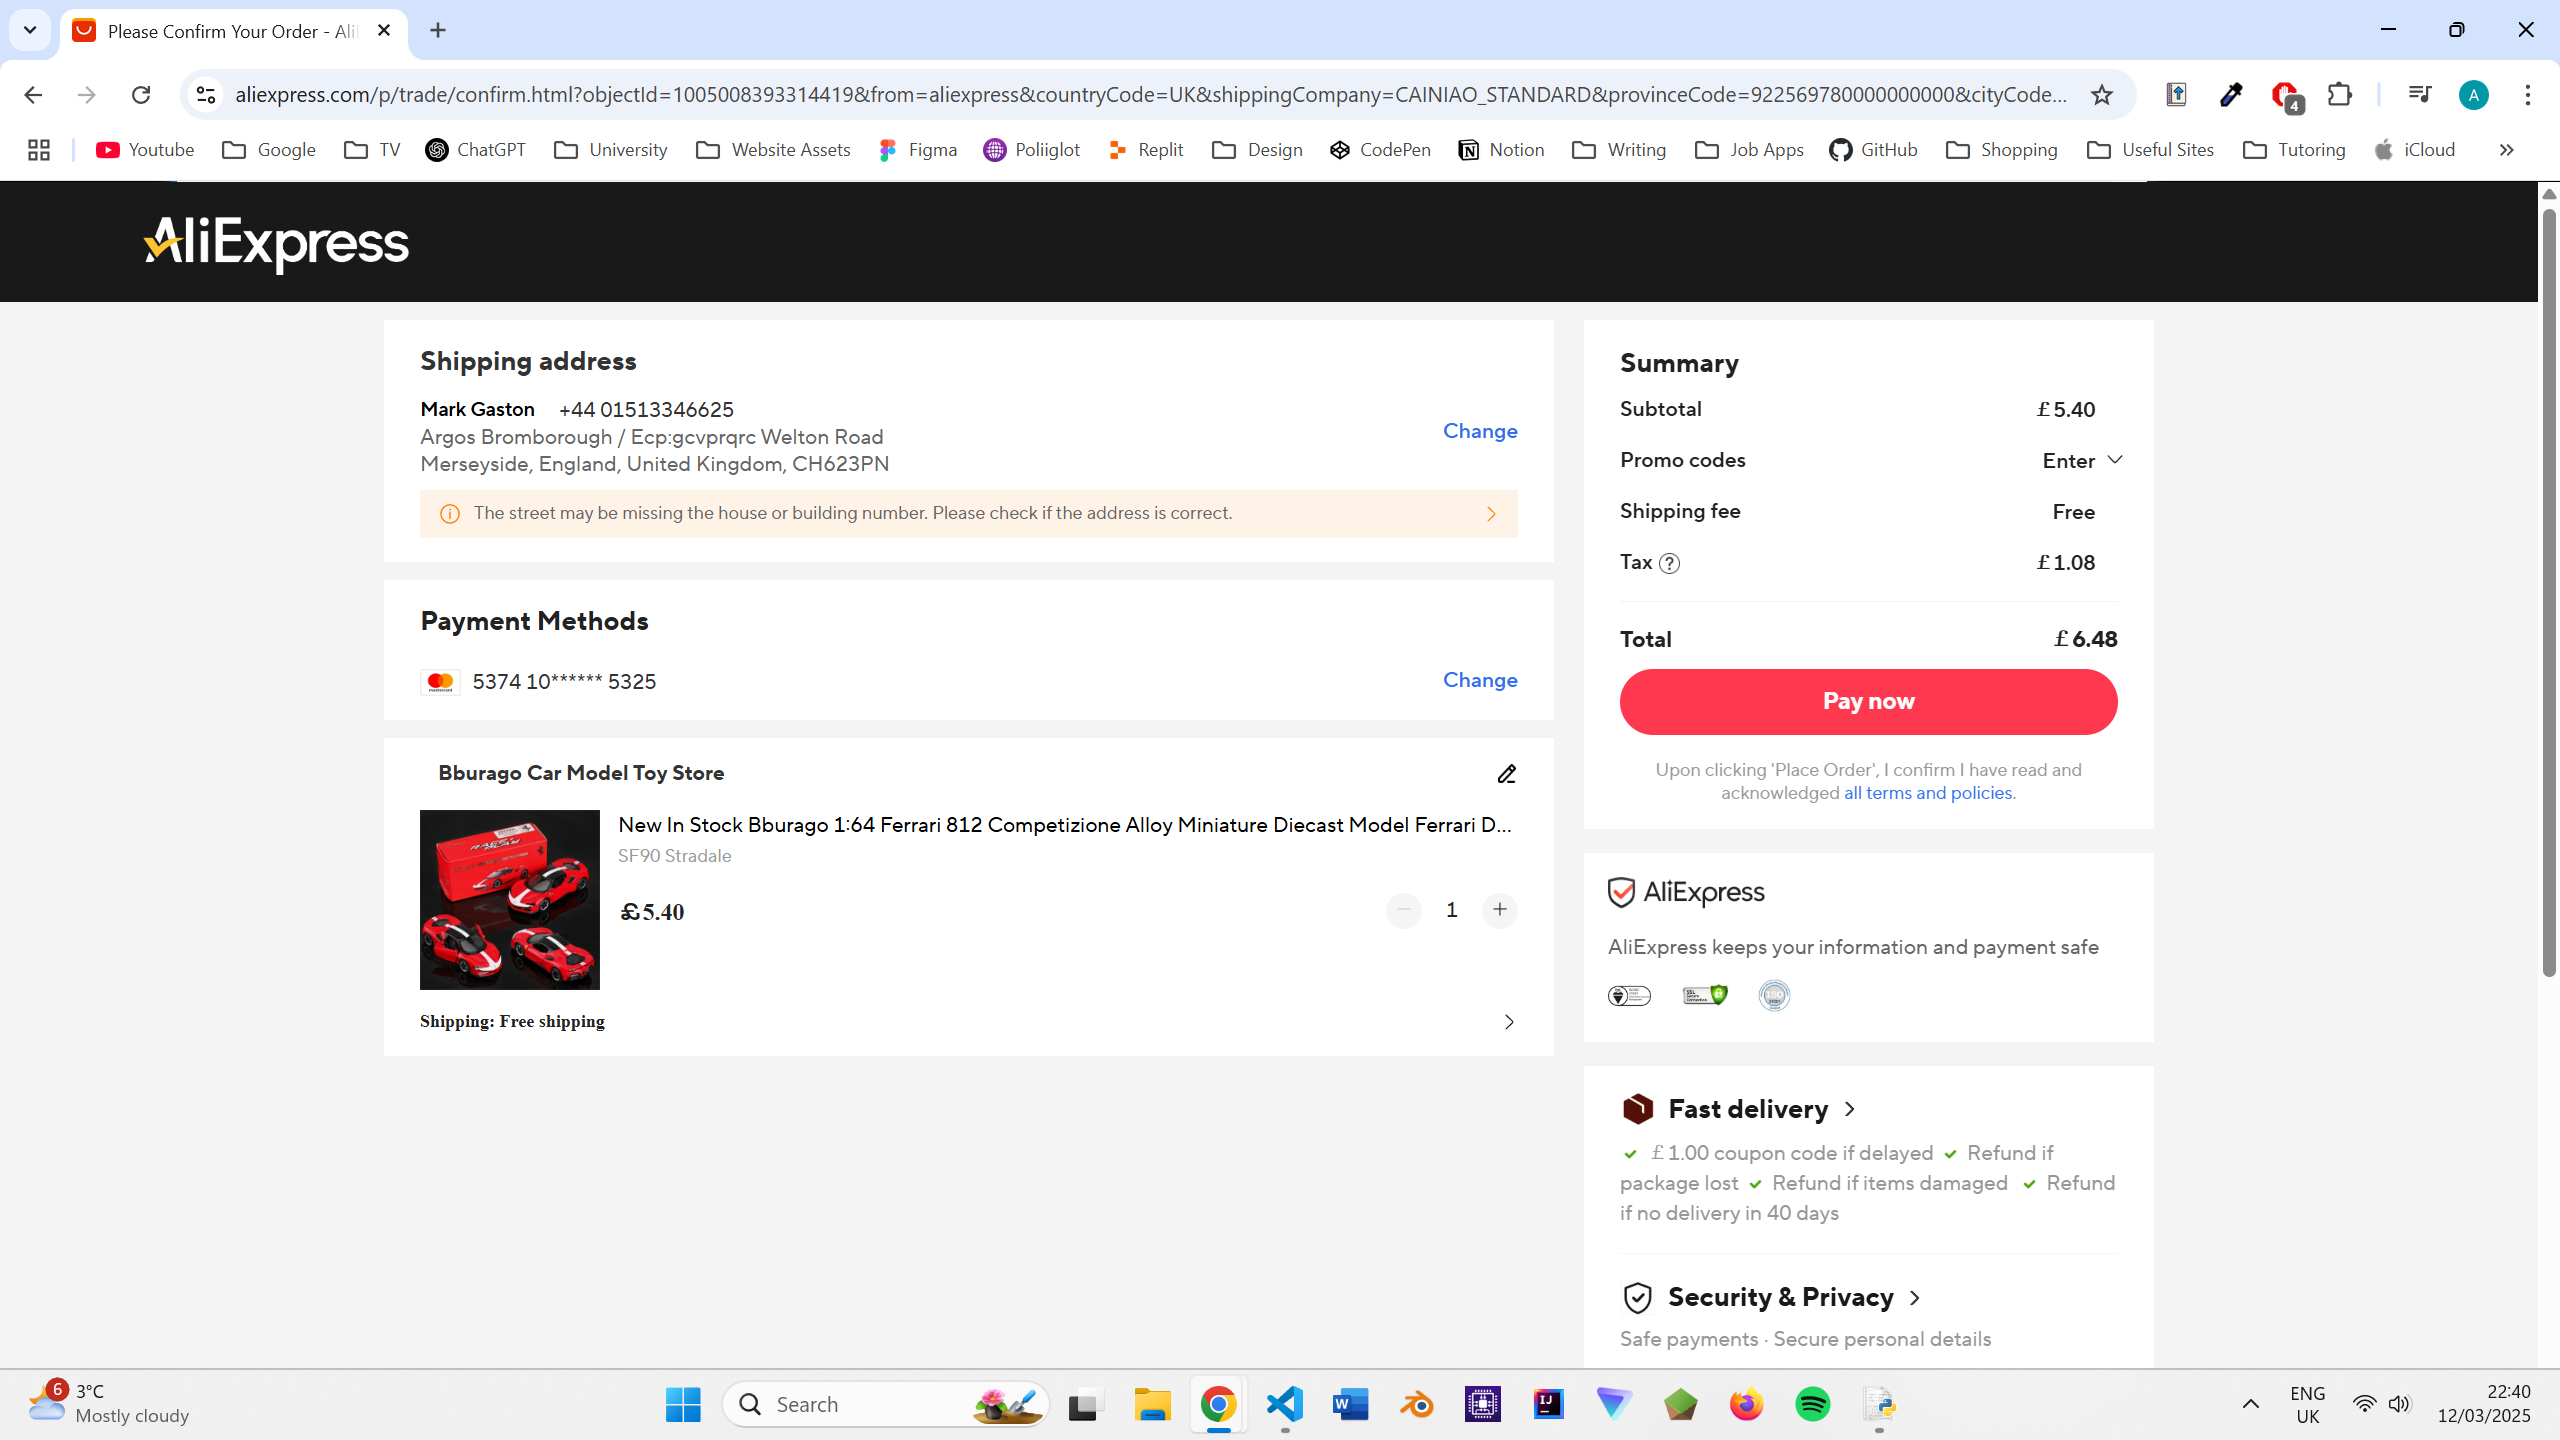 Please Confirm Your Order - Ali
aliexpress.com/p/trade/confirm.html?objectId=1005008393314419&from=aliexpress&countryCode=UK&shippingCompany=CAINIAO_STANDARD&provinceCode=922569780000000000&cityCode...
4
A
Youtube
Google
TV
ChatGPT
University
Website Assets
Figma
Poliiglot
Replit
Design
CodePen
Notion
Writing
Job Apps
GitHub
Shopping
Useful Sites
Tutoring
iCloud
AliExpress
Shipping address
Mark Gaston +44 01513346625
Argos Bromborough / Ecp:gcvprqrc Welton Road
Merseyside, England, United Kingdom, CH623PN
Change
The street may be missing the house or building number. Please check if the address is correct.
Payment Methods
5374 10****** 5325
Change
Bburago Car Model Toy Store
New In Stock Bburago 1:64 Ferrari 812 Competizione Alloy Miniature Diecast Model Ferrari D...
SF90 Stradale
£5.40
1
Shipping: Free shipping
Summary
Subtotal £5.40
Promo codes Enter
Shipping fee Free
Tax £1.08
Total £6.48
Pay now
Upon clicking 'Place Order', I confirm I have read and
acknowledged all terms and policies.
AliExpress
AliExpress keeps your information and payment safe
Fast delivery
£1.00 coupon code if delayed Refund if
package lost Refund if items damaged Refund
if no delivery in 40 days
Security & Privacy
Safe payments · Secure personal details
6
3°C
Mostly cloudy
Search
ENG
UK
22:40
12/03/2025